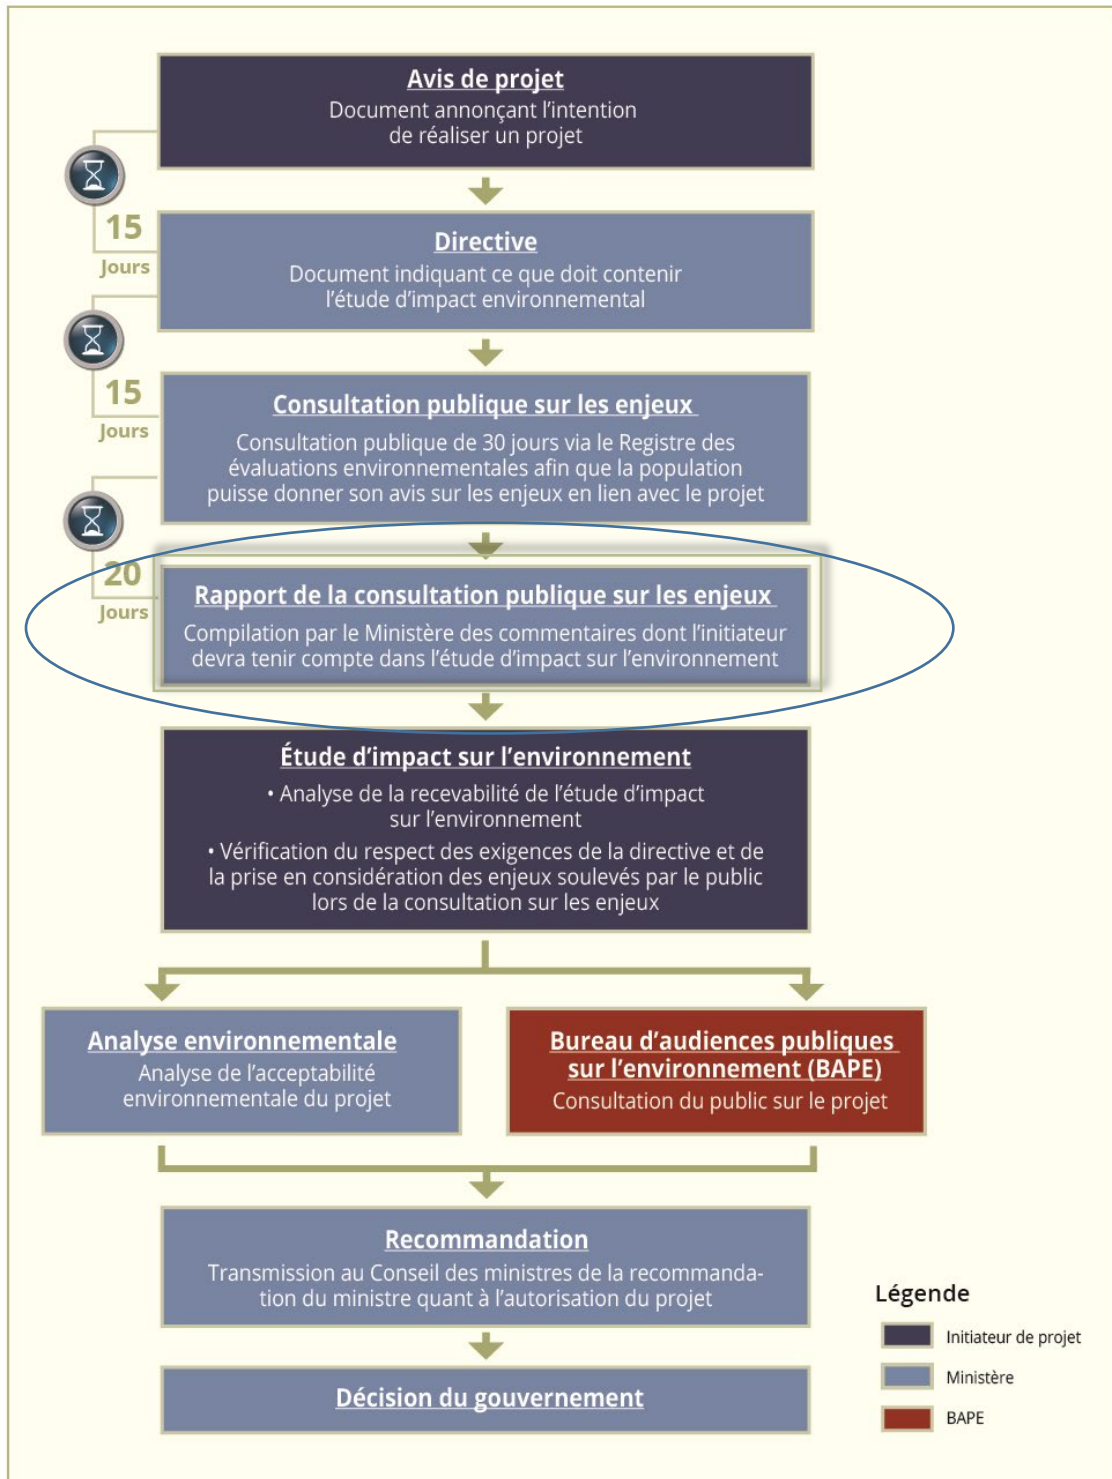 Avis de projet
Document annonçant l’intention
de réaliser un projet
15
Jours
Directive
Document indiquant ce que doit contenir
l’étude d’impact environnemental
15
Jours
Consultation publique sur les enjeux
Consultation publique de 30 jours via le Registre des
évaluations environnementales afin que la population
puisse donner son avis sur les enjeux en lien avec le projet
20
Jours
Rapport de la consultation publique sur les enjeux
Compilation par le Ministère des commentaires dont l’initiateur
devra tenir compte dans l’étude d’impact sur l’environnement
Étude d’impact sur l’environnement
• Analyse de la recevabilité de l’étude d’impact
sur l’environnement
• Vérification du respect des exigences de la directive et de
la prise en considération des enjeux soulevés par le public
lors de la consultation sur les enjeux
Analyse environnementale
Analyse de l’acceptabilité
environnementale du projet
Bureau d’audiences publiques
sur l’environnement (BAPE)
Consultation du public sur le projet
Recommandation
Transmission au Conseil des ministres de la recommanda-
tion du ministre quant à l’autorisation du projet
Décision du gouvernement
Légende
Initiateur de projet
Ministère
BAPE